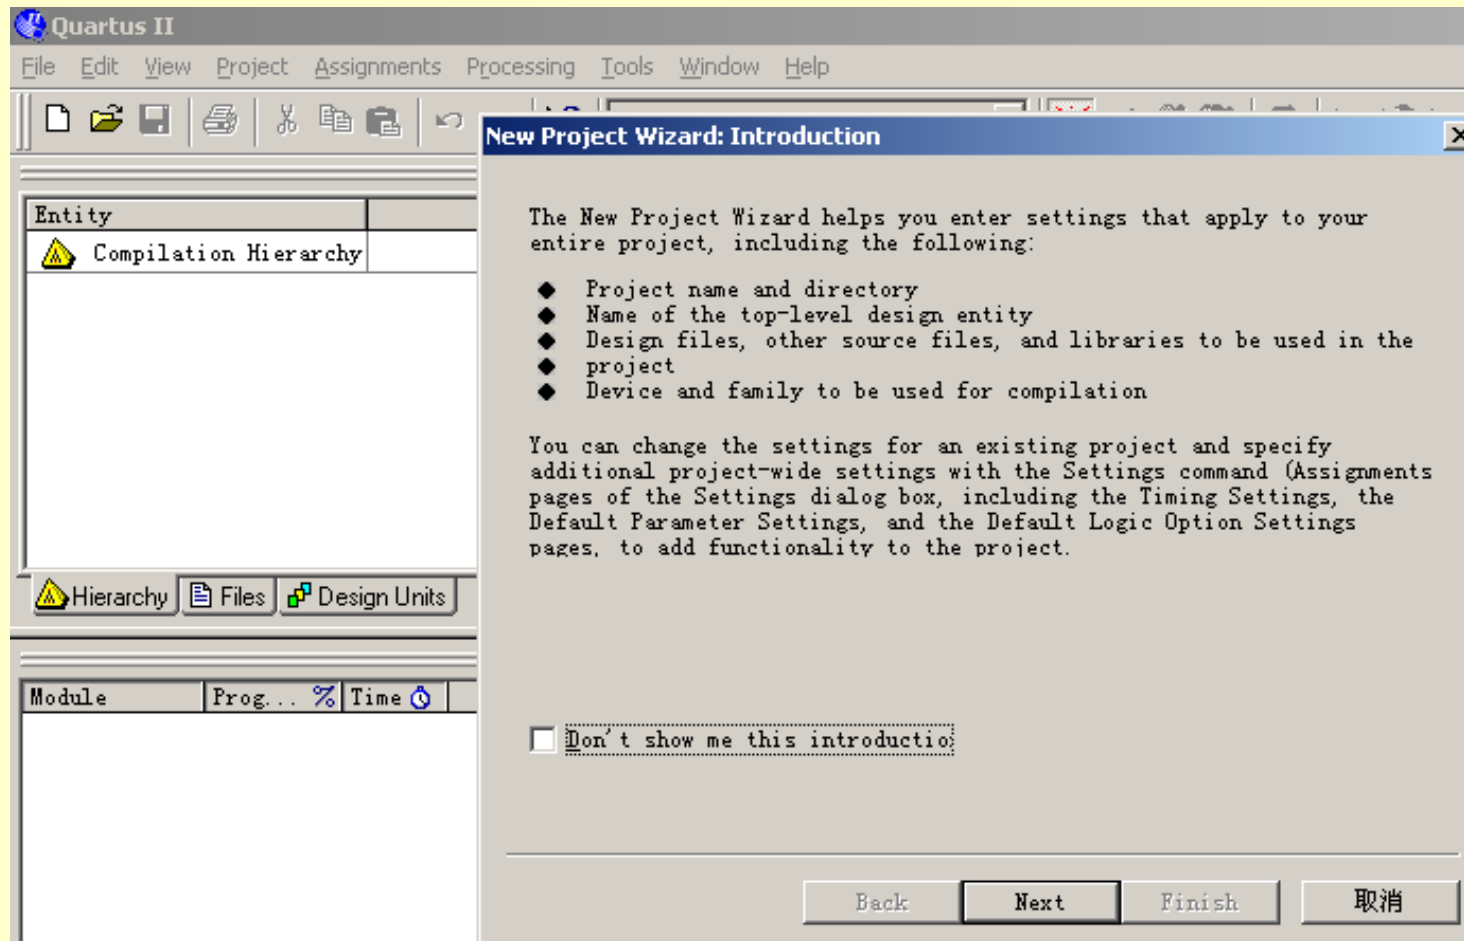 Quartus II
File Edit View Project Assignments Processing Tools Window Help
New Project Wizard: Introduction
Entity
Compilation Hierarchy
The New Project Wizard helps you enter settings that apply to your
entire project, including the following:
◆ Project name and directory
◆ Name of the top-level design entity
◆ Design files, other source files, and libraries to be used in the
◆ project
◆ Device and family to be used for compilation
You can change the settings for an existing project and specify
additional project-wide settings with the Settings command (Assignments
pages of the Settings dialog box, including the Timing Settings, the
Default Parameter Settings, and the Default Logic Option Settings
pages, to add functionality to the project.
Hierarchy Files Design Units
Module Prog... % Time
Don't show me this introductio
Back Next Finish 取消